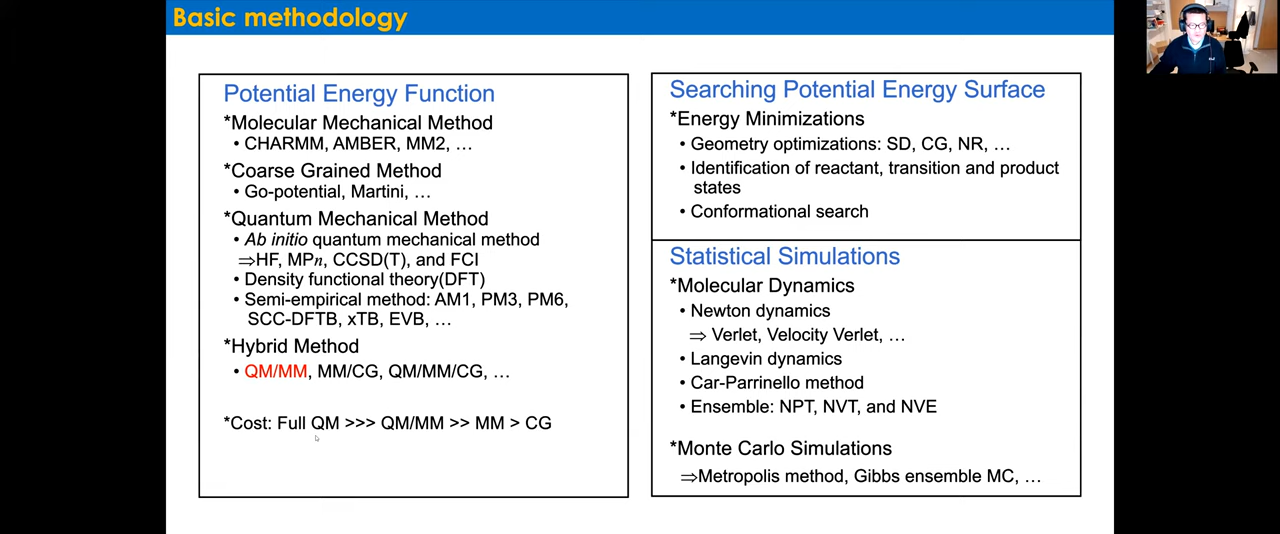 Basic methodology
Potential Energy Function
*Molecular Mechanical Method
• CHARMM, AMBER, MM2, …
*Coarse Grained Method
• Go-potential, Martini, …
*Quantum Mechanical Method
• Ab initio quantum mechanical method
⇒HF, MPn, CCSD(T), and FCI
• Density functional theory(DFT)
• Semi-empirical method: AM1, PM3, PM6,
SCC-DFTB, xTB, EVB, …
*Hybrid Method
• QM/MM, MM/CG, QM/MM/CG, …
*Cost: Full QM >>> QM/MM >> MM > CG
Searching Potential Energy Surface
*Energy Minimizations
• Geometry optimizations: SD, CG, NR, …
• Identification of reactant, transition and product
states
• Conformational search
Statistical Simulations
*Molecular Dynamics
• Newton dynamics
⇒ Verlet, Velocity Verlet, …
• Langevin dynamics
• Car-Parrinello method
• Ensemble: NPT, NVT, and NVE
*Monte Carlo Simulations
⇒Metropolis method, Gibbs ensemble MC, …